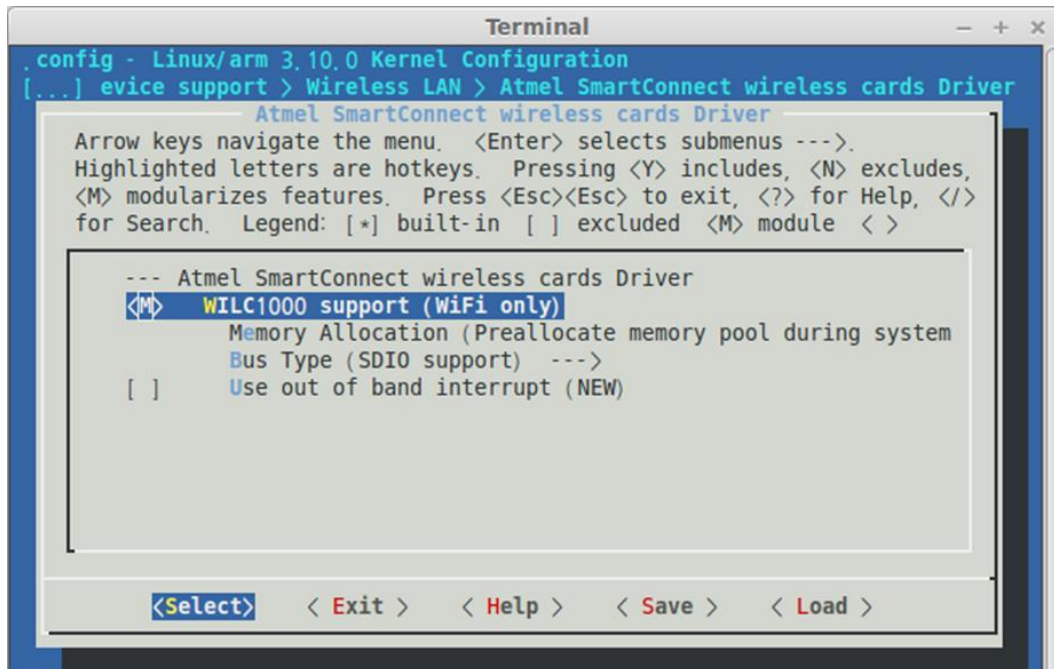 Terminal
.config - Linux/arm 3.10.0 Kernel Configuration
[...] evice support > Wireless LAN > Atmel SmartConnect wireless cards Driver
Atmel SmartConnect wireless cards Driver
Arrow keys navigate the menu. <Enter> selects submenus --->.
Highlighted letters are hotkeys. Pressing <Y> includes, <N> excludes,
<M> modularizes features. Press <Esc><Esc> to exit, <?> for Help, </>
for Search. Legend: [*] built-in [ ] excluded <M> module < >
--- Atmel SmartConnect wireless cards Driver
<M> WILC1000 support (WiFi only)
Memory Allocation (Preallocate memory pool during system
Bus Type (SDIO support) --->
[ ] Use out of band interrupt (NEW)
<Select> < Exit > < Help > < Save > < Load >